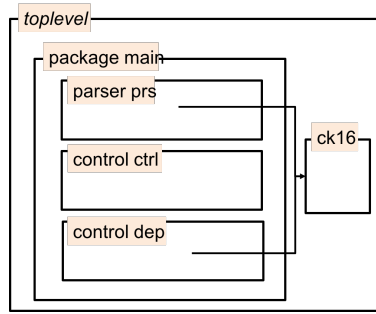 toplevel
package main
parser prs
ck16
control ctrl
control dep